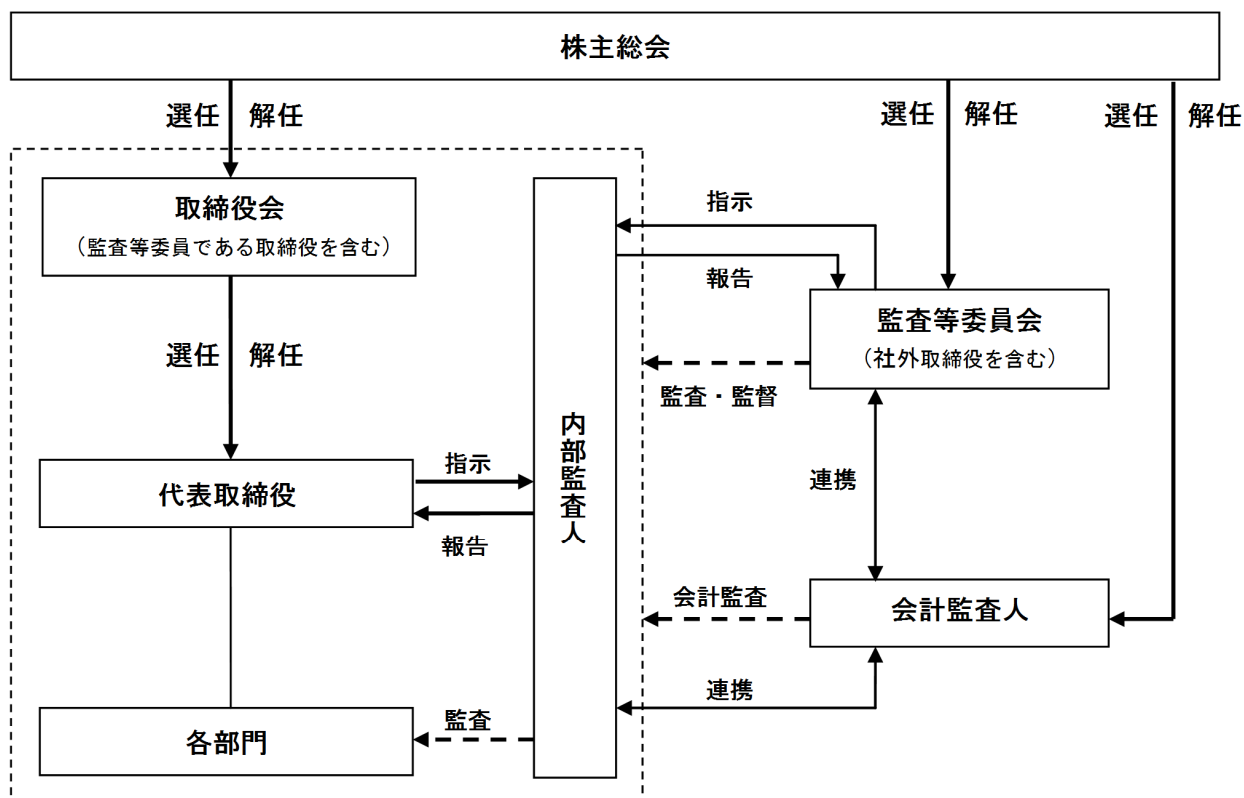 株主総会
選任 解任
選任 解任
選任 解任
取締役会
（監査等委員である取締役を含む）
指示
報告
監査等委員会
（社外取締役を含む）
選任 解任
監査・監督
内部監査人
代表取締役
指示
報告
連携
会計監査
会計監査人
連携
各部門
監査